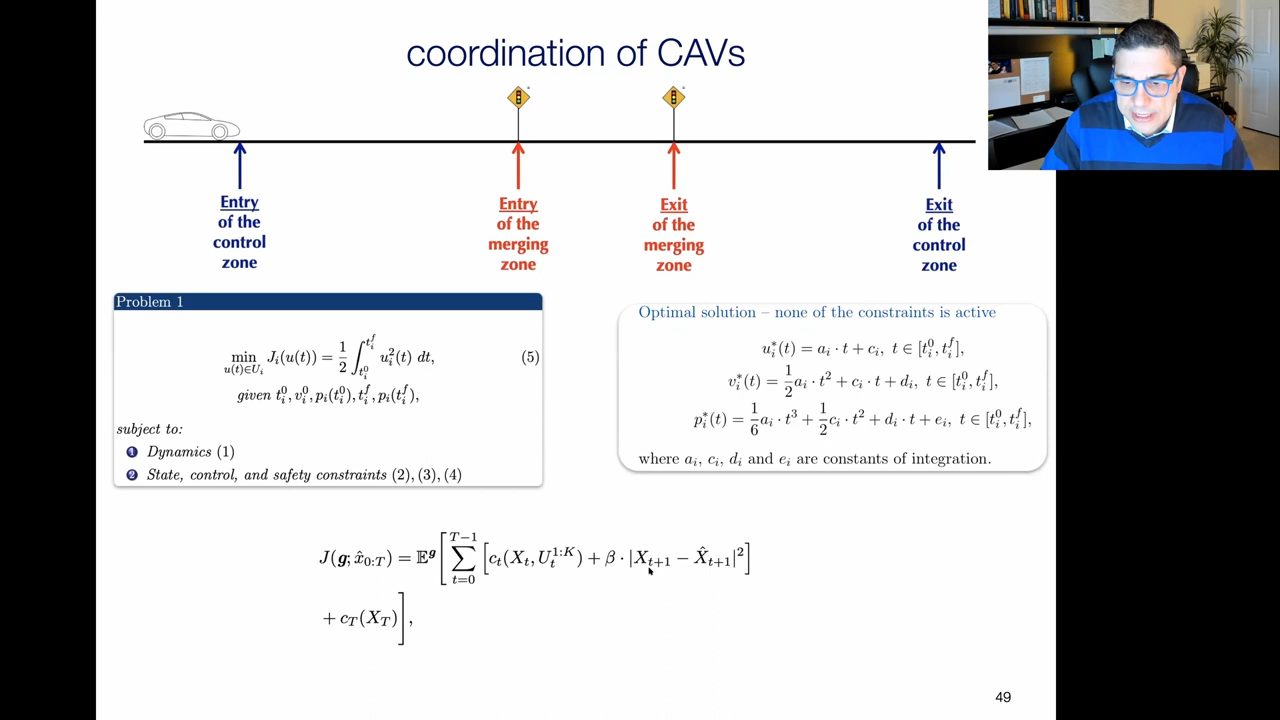 coordination of CAVs
Entry
of the
control
zone
Entry
of the
merging
zone
Exit
of the
merging
zone
Exit
of the
control
zone
Problem 1
min_{u(t)∈U_i} J_i(u(t)) = \frac{1}{2} ∫_{t_i^0}^{t_i^f} u_i^2(t) dt, (5)
given t_i^0, v_i^0, p_i(t_i^0), t_i^f, p_i(t_i^f),
subject to:
1 Dynamics (1)
2 State, control, and safety constraints (2), (3), (4)
Optimal solution – none of the constraints is active
u_i^*(t) = a_i · t + c_i, t ∈ [t_i^0, t_i^f],
v_i^*(t) = \frac{1}{2} a_i · t^2 + c_i · t + d_i, t ∈ [t_i^0, t_i^f],
p_i^*(t) = \frac{1}{6} a_i · t^3 + \frac{1}{2} c_i · t^2 + d_i · t + e_i, t ∈ [t_i^0, t_i^f],
where a_i, c_i, d_i and e_i are constants of integration.
J(g; x̂_{0:T}) = 𝔼^g [ ∑_{t=0}^{T−1} [ c_t(X_t, U_t^{1:K}) + β · |X_{t+1} − X̂_{t+1}|^2 ]
+ c_T(X_T) ],
49